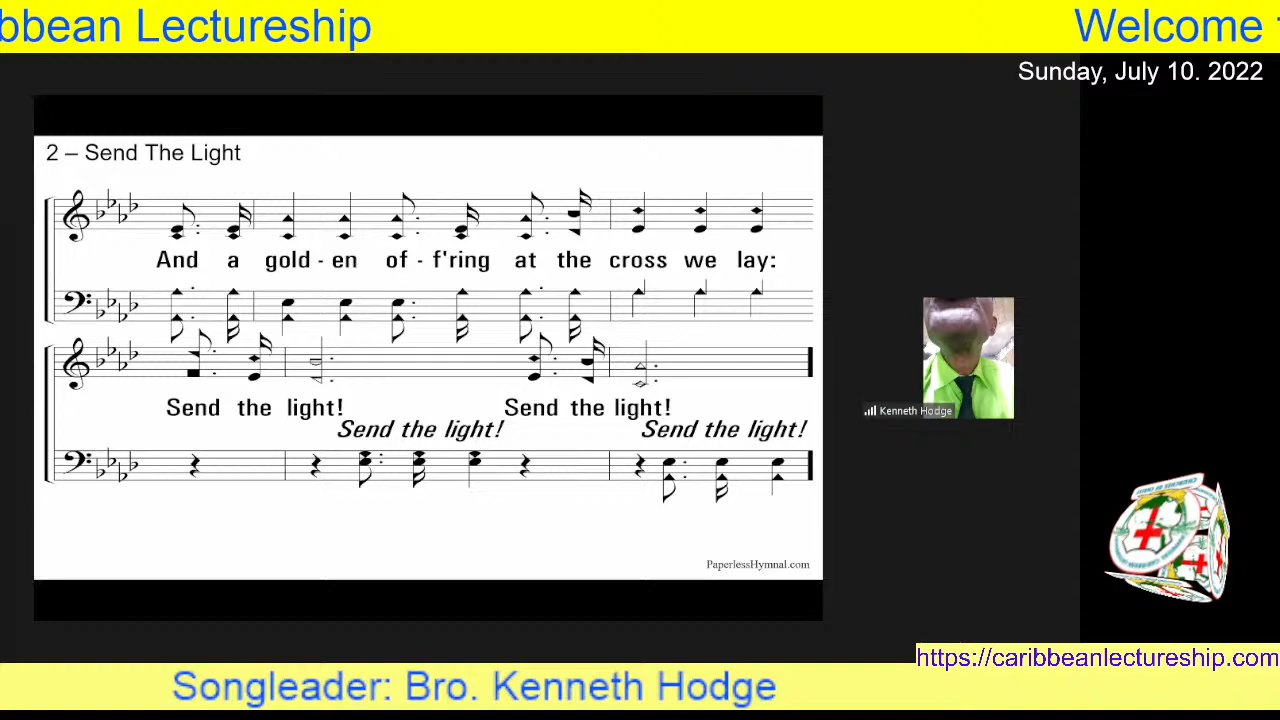 bbean Lectureship
Welcome
Sunday, July 10. 2022
2 – Send The Light
And a gold - en of - f'ring at the cross we lay:
Send the light! Send the light!
Send the light! Send the light!
PaperlessHymnal.com
Kenneth Hodge
https://caribbeanlectureship.com
Songleader: Bro. Kenneth Hodge